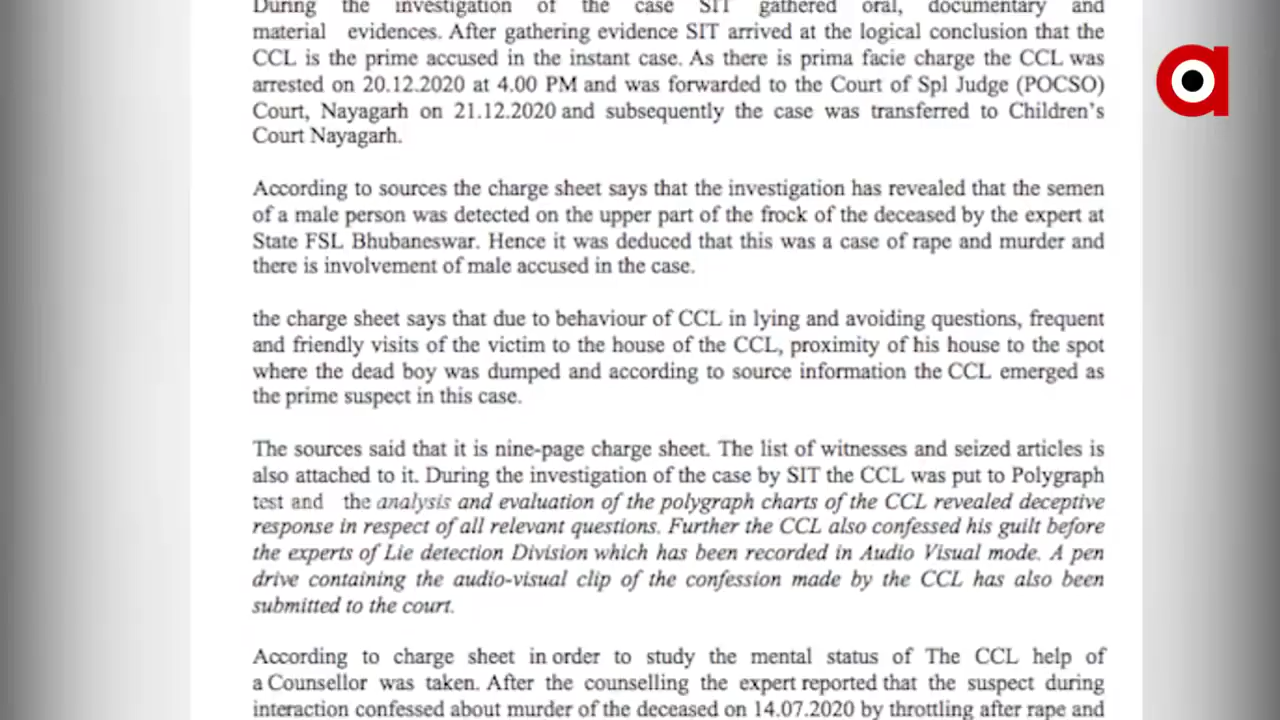 During the investigation of the case SIT gathered oral, documentary and
material evidences. After gathering evidence SIT arrived at the logical conclusion that the
CCL is the prime accused in the instant case. As there is prima facie charge the CCL was
arrested on 20.12.2020 at 4.00 PM and was forwarded to the Court of Spl Judge (POCSO)
Court, Nayagarh on 21.12.2020 and subsequently the case was transferred to Children's
Court Nayagarh.
According to sources the charge sheet says that the investigation has revealed that the semen
of a male person was detected on the upper part of the frock of the deceased by the expert at
State FSL Bhubaneswar. Hence it was deduced that this was a case of rape and murder and
there is involvement of male accused in the case.
the charge sheet says that due to behaviour of CCL in lying and avoiding questions, frequent
and friendly visits of the victim to the house of the CCL, proximity of his house to the spot
where the dead boy was dumped and according to source information the CCL emerged as
the prime suspect in this case.
The sources said that it is nine-page charge sheet. The list of witnesses and seized articles is
also attached to it. During the investigation of the case by SIT the CCL was put to Polygraph
test and the analysis and evaluation of the polygraph charts of the CCL revealed deceptive
response in respect of all relevant questions. Further the CCL also confessed his guilt before
the experts of Lie detection Division which has been recorded in Audio Visual mode. A pen
drive containing the audio-visual clip of the confession made by the CCL has also been
submitted to the court.
According to charge sheet in order to study the mental status of The CCL help of
a Counsellor was taken. After the counselling the expert reported that the suspect during
interaction confessed about murder of the deceased on 14.07.2020 by throttling after rape and